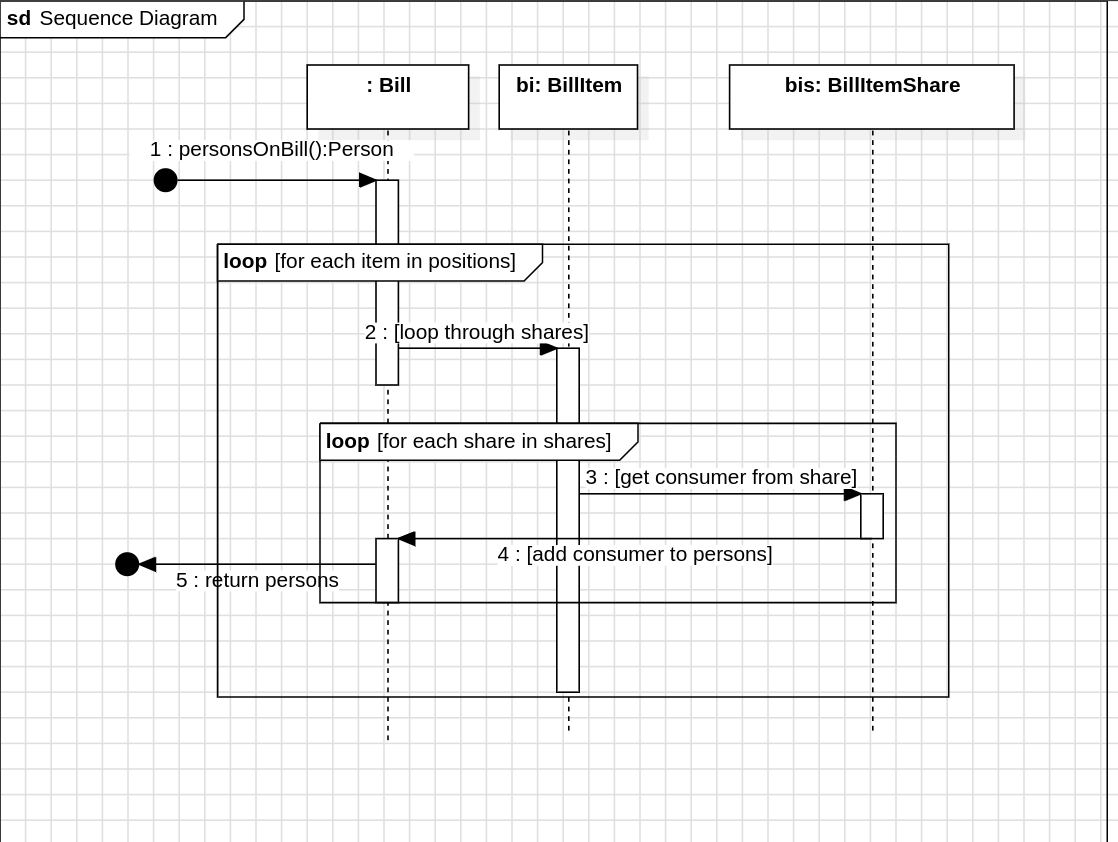 sd Sequence Diagram
: Bill
bi: BillItem
bis: BillItemShare
1 : personsOnBill():Person
loop [for each item in positions]
2 : [loop through shares]
loop [for each share in shares]
3 : [get consumer from share]
4 : [add consumer to persons]
5 : return persons